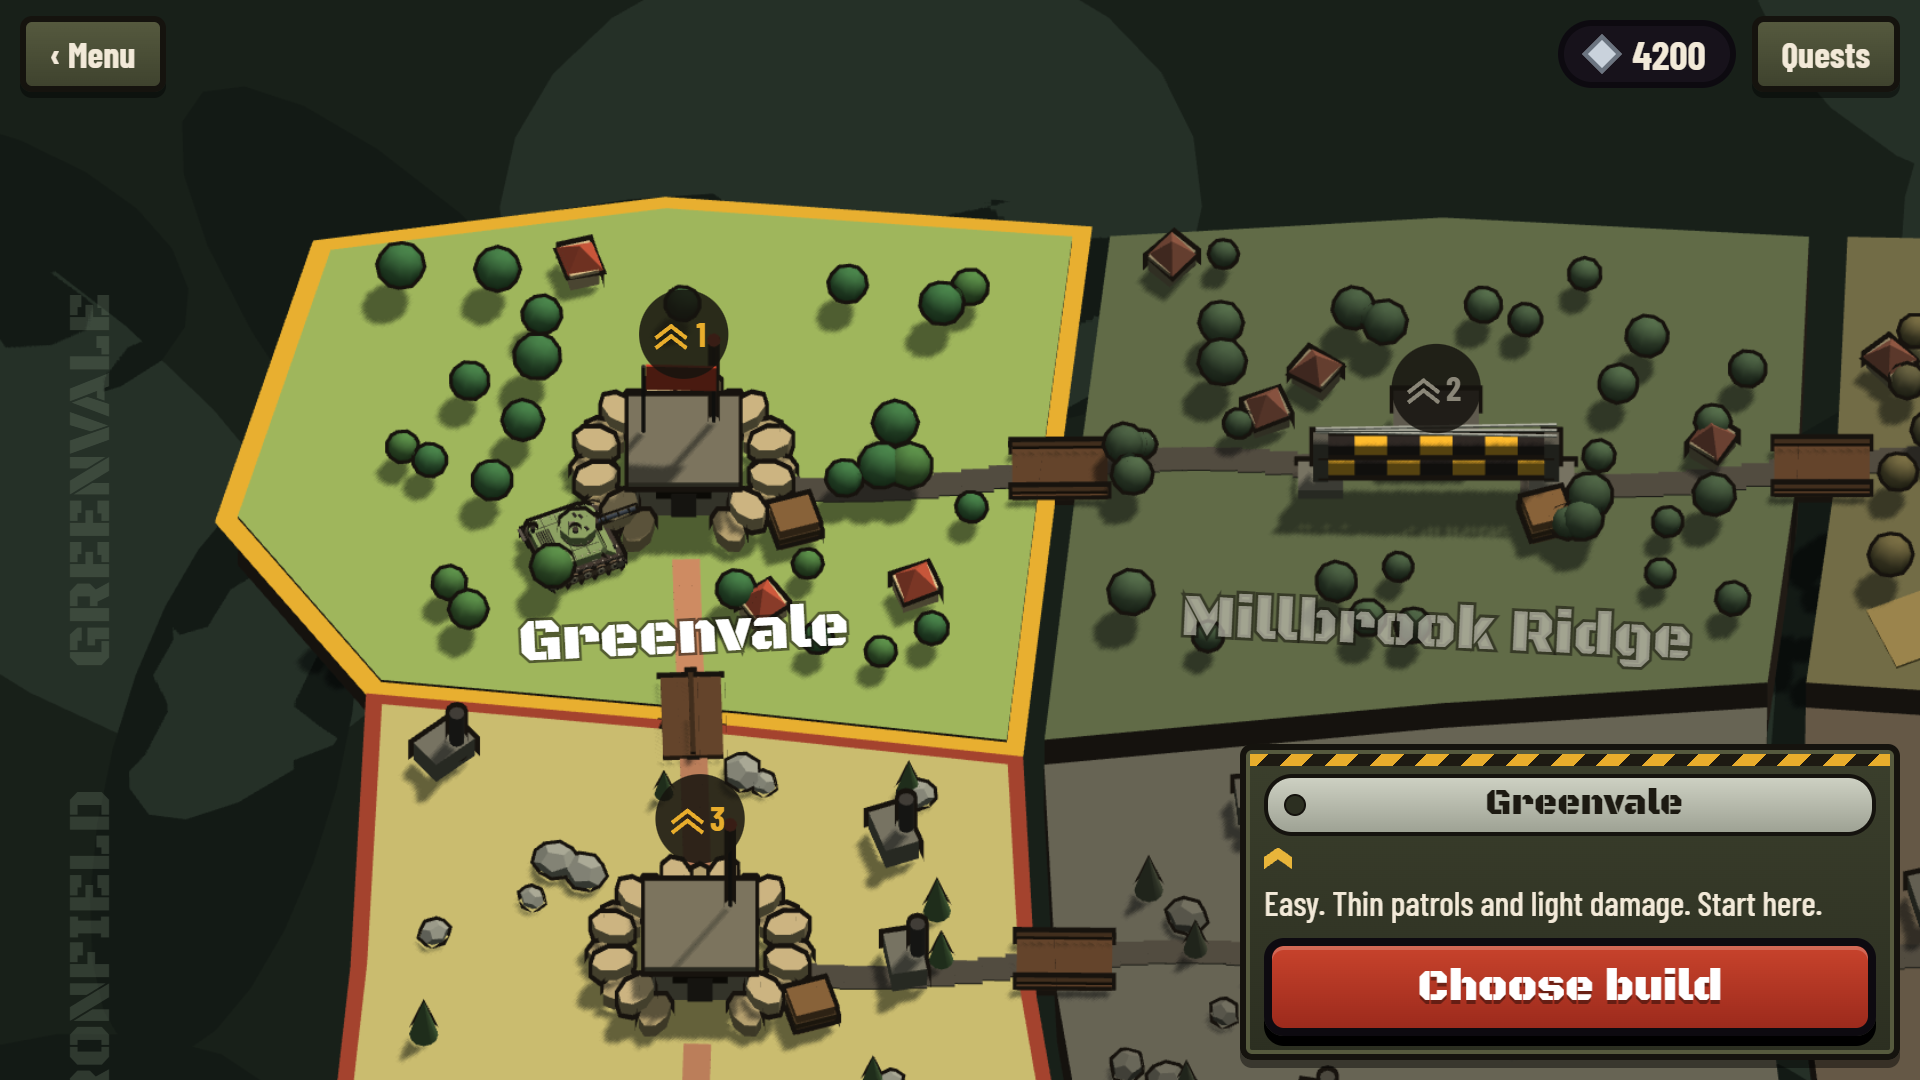 ‹ Menu
4200
Quests
GREENVALE
1
2
Greenvale
Millbrook Ridge
3
Greenvale
Easy. Thin patrols and light damage. Start here.
Choose build